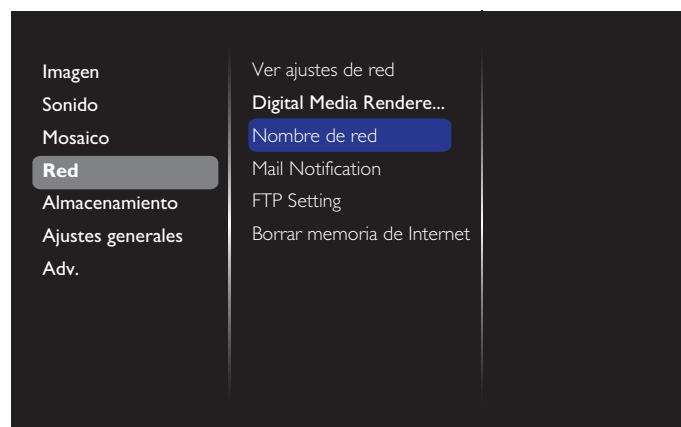 Imagen
Sonido
Mosaico
Red
Almacenamiento
Ajustes generales
Adv.
Ver ajustes de red
Digital Media Rendere...
Nombre de red
Mail Notification
FTP Setting
Borrar memoria de Internet